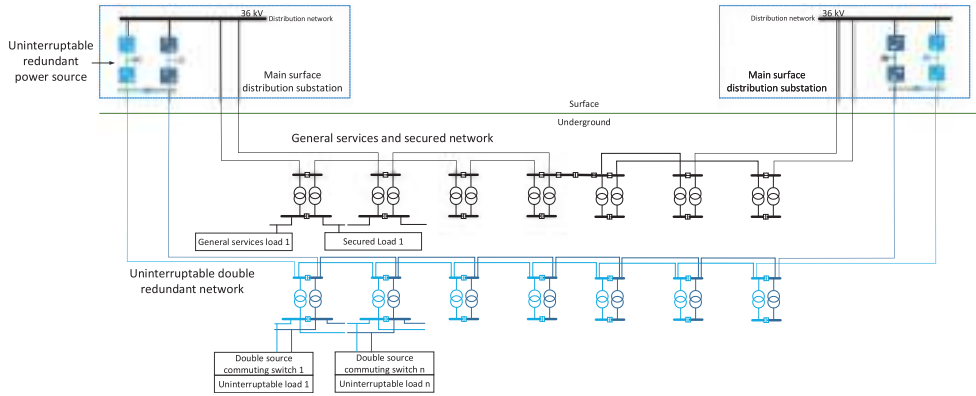 36 kV
Distribution network
Uninterruptable
redundant
power source
Main surface
distribution substation
36 kV
Distribution network
Main surface
distribution substation
Surface
Underground
General services and secured network
General services load 1
Secured Load 1
Uninterruptable double
redundant network
Double source
commuting switch 1
Uninterruptable load 1
Double source
commuting switch n
Uninterruptable load n